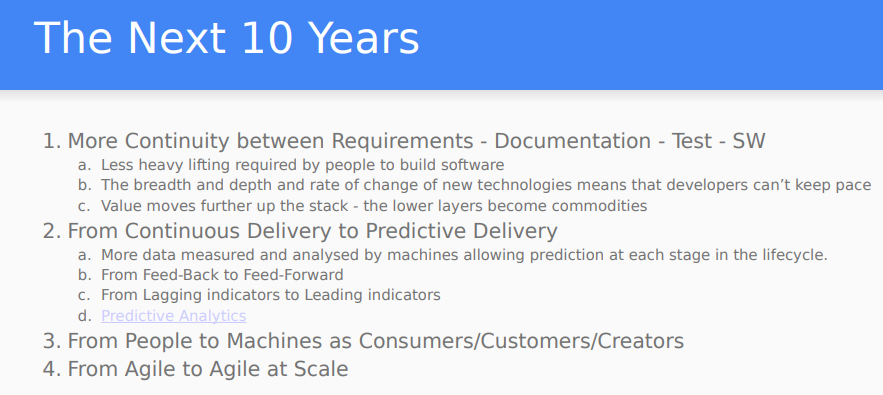 The Next 10 Years
1. More Continuity between Requirements - Documentation - Test - SW
a. Less heavy lifting required by people to build software
b. The breadth and depth and rate of change of new technologies means that developers can’t keep pace
c. Value moves further up the stack - the lower layers become commodities
2. From Continuous Delivery to Predictive Delivery
a. More data measured and analysed by machines allowing prediction at each stage in the lifecycle.
b. From Feed-Back to Feed-Forward
c. From Lagging indicators to Leading indicators
d. Predictive Analytics
3. From People to Machines as Consumers/Customers/Creators
4. From Agile to Agile at Scale